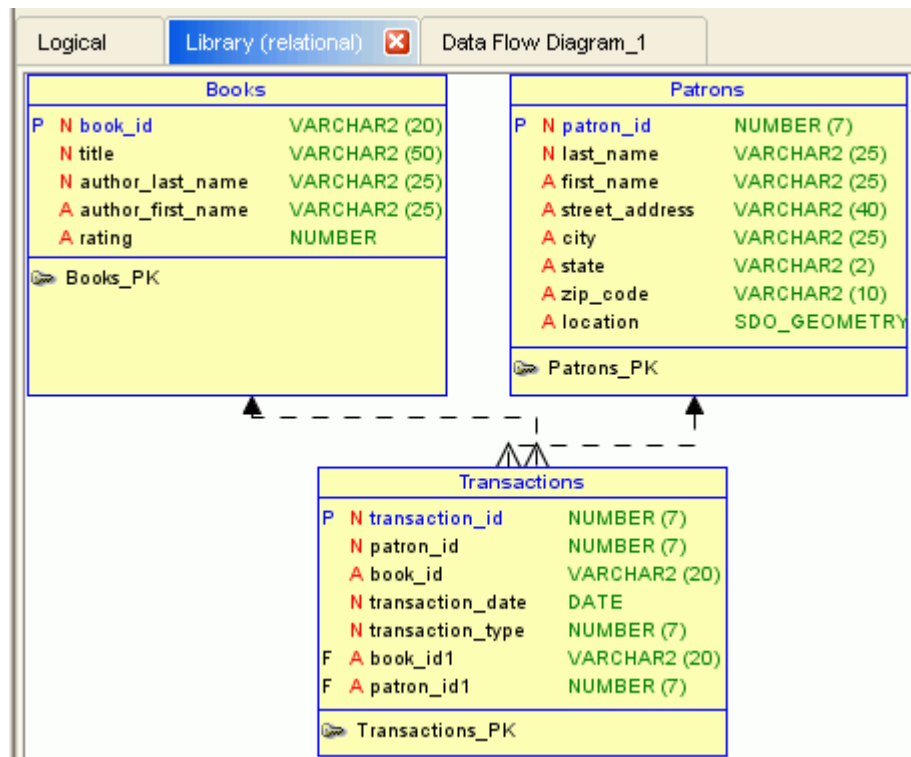 Logical Library (relational) Data Flow Diagram_1
Books
P N book_id VARCHAR2 (20)
N title VARCHAR2 (50)
N author_last_name VARCHAR2 (25)
A author_first_name VARCHAR2 (25)
A rating NUMBER
Books_PK
Patrons
P N patron_id NUMBER (7)
N last_name VARCHAR2 (25)
A first_name VARCHAR2 (25)
A street_address VARCHAR2 (40)
A city VARCHAR2 (25)
A state VARCHAR2 (2)
A zip_code VARCHAR2 (10)
A location SDO_GEOMETRY
Patrons_PK
Transactions
P N transaction_id NUMBER (7)
N patron_id NUMBER (7)
A book_id VARCHAR2 (20)
N transaction_date DATE
N transaction_type NUMBER (7)
F A book_id1 VARCHAR2 (20)
F A patron_id1 NUMBER (7)
Transactions_PK